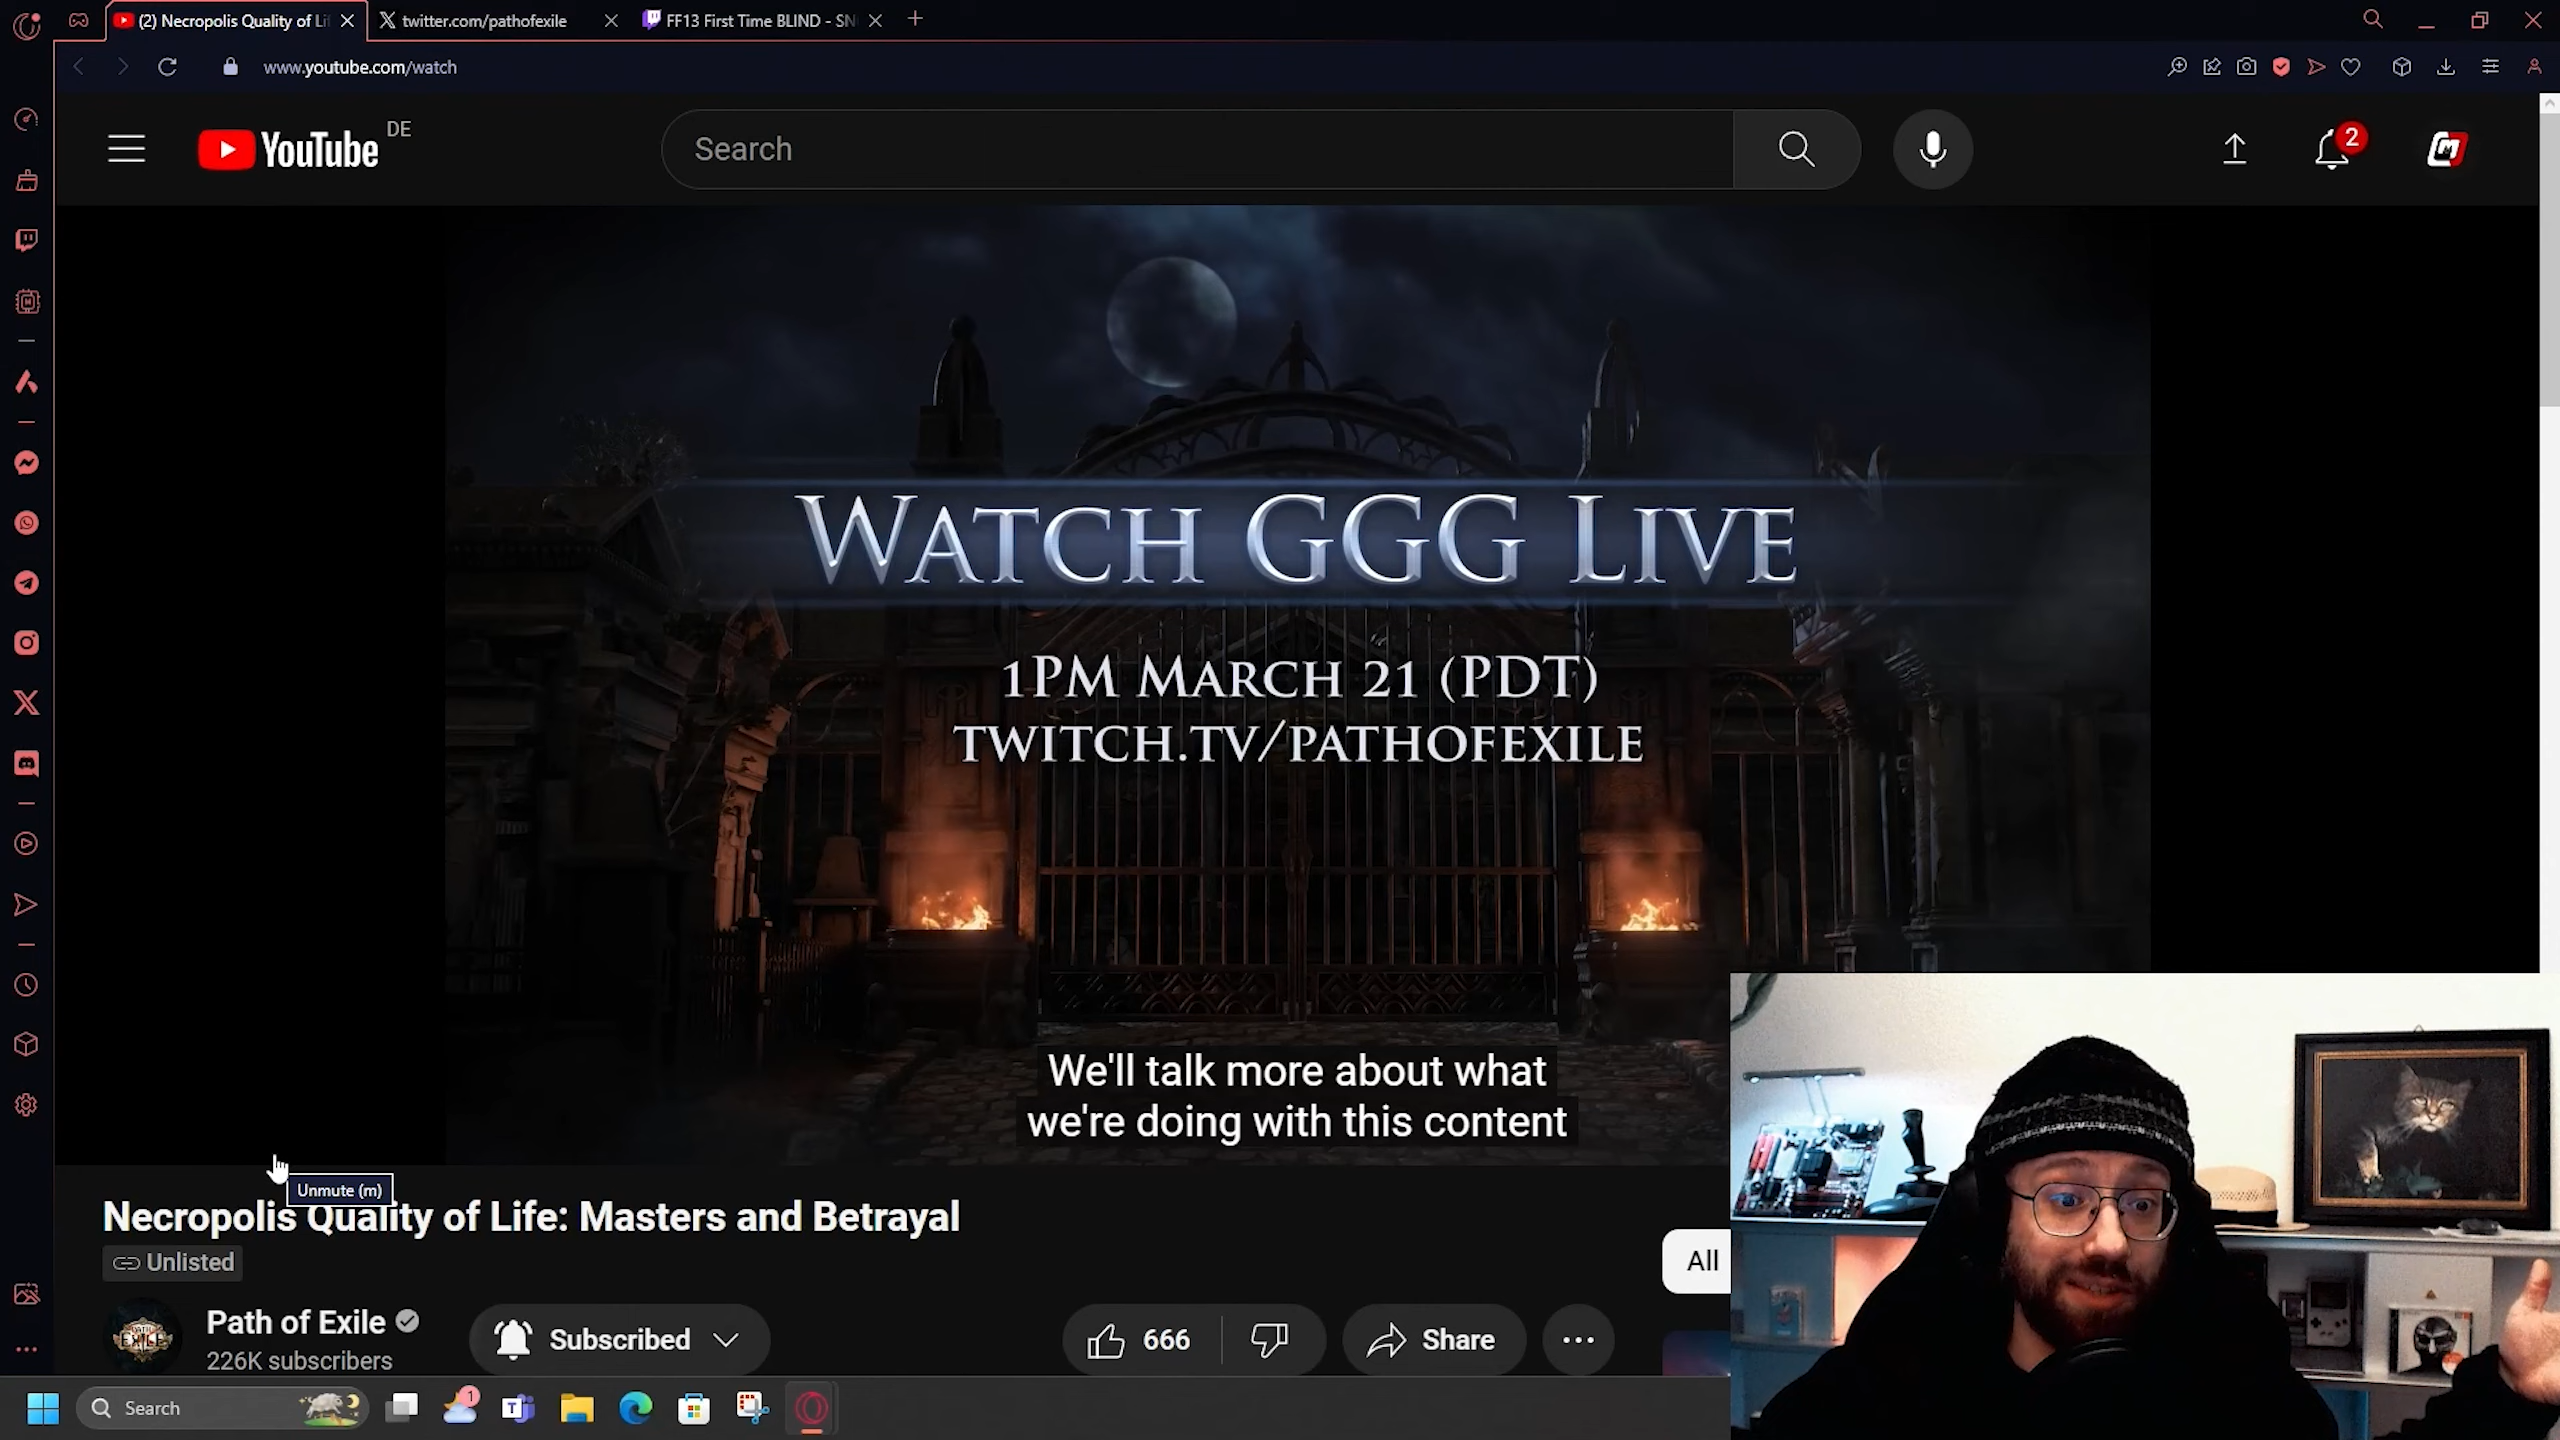 (2) Necropolis Quality of Li
twitter.com/pathofexile
FF13 First Time BLIND - SN
www.youtube.com/watch
YouTube DE
Search
2
WATCH GGG LIVE
1PM MARCH 21 (PDT)
TWITCH.TV/PATHOFEXILE
We'll talk more about what
we're doing with this content
Unmute (m)
Necropolis Quality of Life: Masters and Betrayal
Unlisted
All
Path of Exile
226K subscribers
Subscribed
666
Share
Search
1